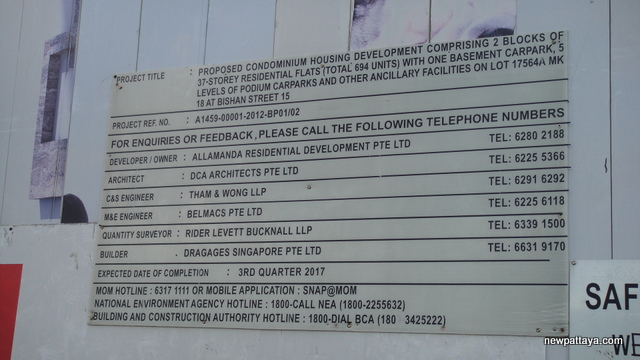 PROJECT TITLE : PROPOSED CONDOMINIUM HOUSING DEVELOPMENT COMPRISING 2 BLOCKS OF
37-STOREY RESIDENTIAL FLATS (TOTAL 694 UNITS) WITH ONE BASEMENT CARPARK, 5
LEVELS OF PODIUM CARPARKS AND OTHER ANCILLARY FACILITIES ON LOT 17564A MK
18 AT BISHAN STREET 15
PROJECT REF. NO. : A1459-00001-2012-BP01/02
FOR ENQUIRIES OR FEEDBACK, PLEASE CALL THE FOLLOWING TELEPHONE NUMBERS
DEVELOPER / OWNER : ALLAMANDA RESIDENTIAL DEVELOPMENT PTE LTD TEL: 6280 2188
ARCHITECT : DCA ARCHITECTS PTE LTD TEL: 6225 5366
C&S ENGINEER : THAM & WONG LLP TEL: 6291 6292
M&E ENGINEER : BELMACS PTE LTD TEL: 6225 6118
QUANTITY SURVEYOR : RIDER LEVETT BUCKNALL LLP TEL: 6339 1500
BUILDER . DRAGAGES SINGAPORE PTE LTD TEL: 6631 9170
EXPECTED DATE OF COMPLETION : 3RD QUARTER 2017
MOM HOTLINE : 6317 1111 OR MOBILE APPLICATION : SNAP@MOM
NATIONAL ENVIRONMENT AGENCY HOTLINE : 1800-CALL NEA (1800-2255632)
BUILDING AND CONSTRUCTION AUTHORITY HOTLINE : 1800-DIAL BCA (180 3425222)
SAF
WE
newpattaya.com